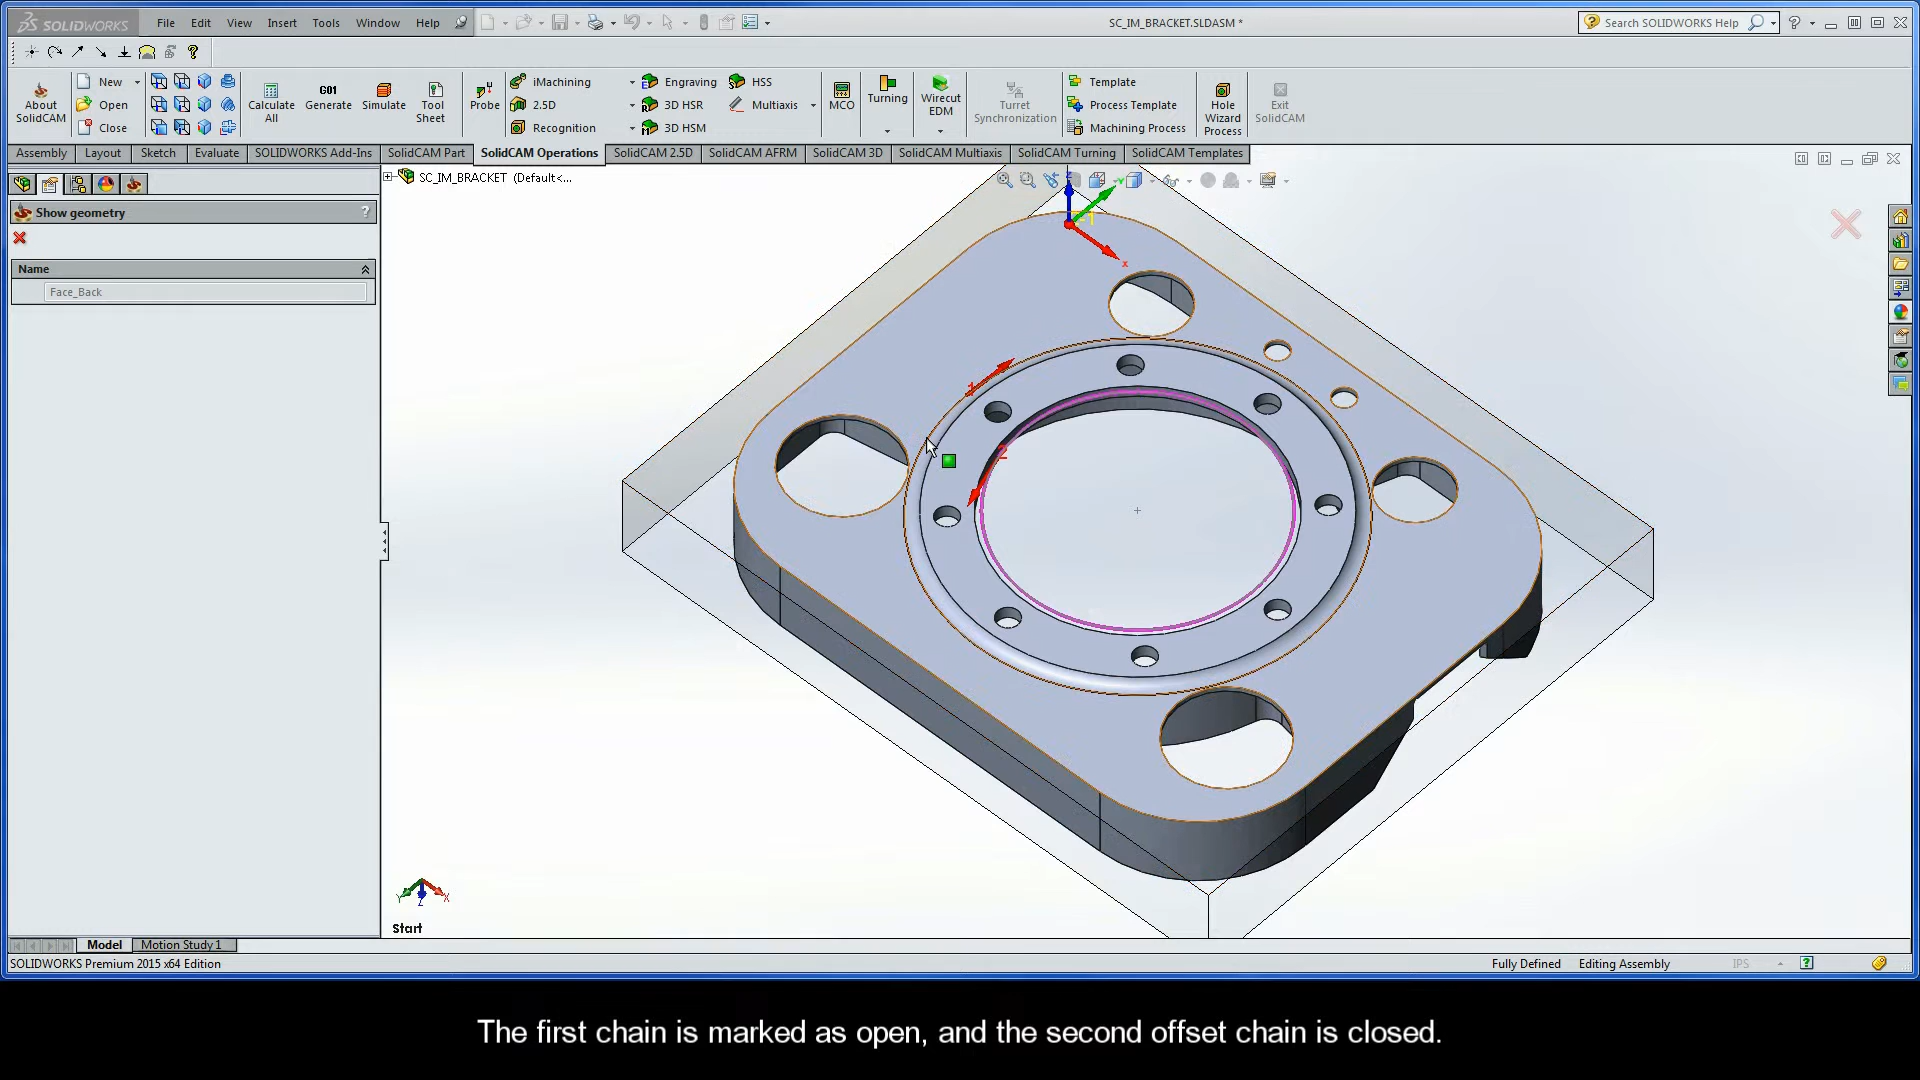 SOLIDWORKS File Edit View Insert Tools Window Help SC_IM_BRACKET.SLDASM * Search SOLIDWORKS Help
About SolidCAM
New
Open
Close
Calculate All
G01
Generate
Simulate
Tool Sheet
Probe
iMachining
2.5D
Recognition
Engraving
3D HSR
3D HSM
HSS
Multiaxis
MCO
Turning
Wirecut EDM
Turret Synchronization
Template
Process Template
Machining Process
Hole Wizard Process
Exit SolidCAM
Assembly Layout Sketch Evaluate SOLIDWORKS Add-Ins SolidCAM Part SolidCAM Operations SolidCAM 2.5D SolidCAM AFRM SolidCAM 3D SolidCAM Multiaxis SolidCAM Turning SolidCAM Templates
SC_IM_BRACKET (Default<...
Show geometry ?
Name
Face_Back
Z
Y
X
1
2
Y
Z
X
Start
Model Motion Study 1
SOLIDWORKS Premium 2015 x64 Edition Fully Defined Editing Assembly IPS
The first chain is marked as open, and the second offset chain is closed.